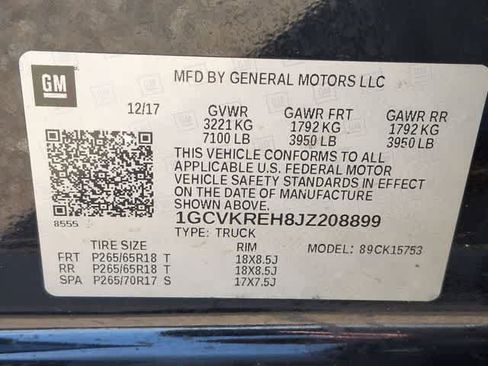 GM
MFD BY GENERAL MOTORS LLC
12/17 GVWR GAWR FRT GAWR RR
3221 KG 1792 KG 1792 KG
7100 LB 3950 LB 3950 LB
THIS VEHICLE CONFORMS TO ALL
APPLICABLE U.S. FEDERAL MOTOR
VEHICLE SAFETY STANDARDS IN EFFECT
ON THE DATE OF MANUFACTURE
SHOWN ABOVE.
8555 1GCVKREH8JZ208899
TYPE: TRUCK
TIRE SIZE RIM MODEL: 89CK15753
FRT P265/65R18 T 18X8.5J
RR P265/65R18 T 18X8.5J
SPA P265/70R17 S 17X7.5J